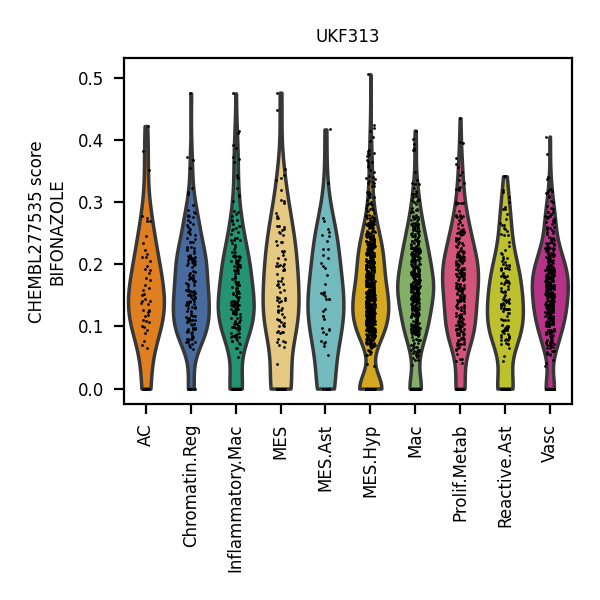 UKF313
CHEMBL277535 score
BIFONAZOLE
0.5
0.4
0.3
0.2
0.1
0.0
AC
Chromatin.Reg
Inflammatory.Mac
MES
MES.Ast
MES.Hyp
Mac
Prolif.Metab
Reactive.Ast
Vasc